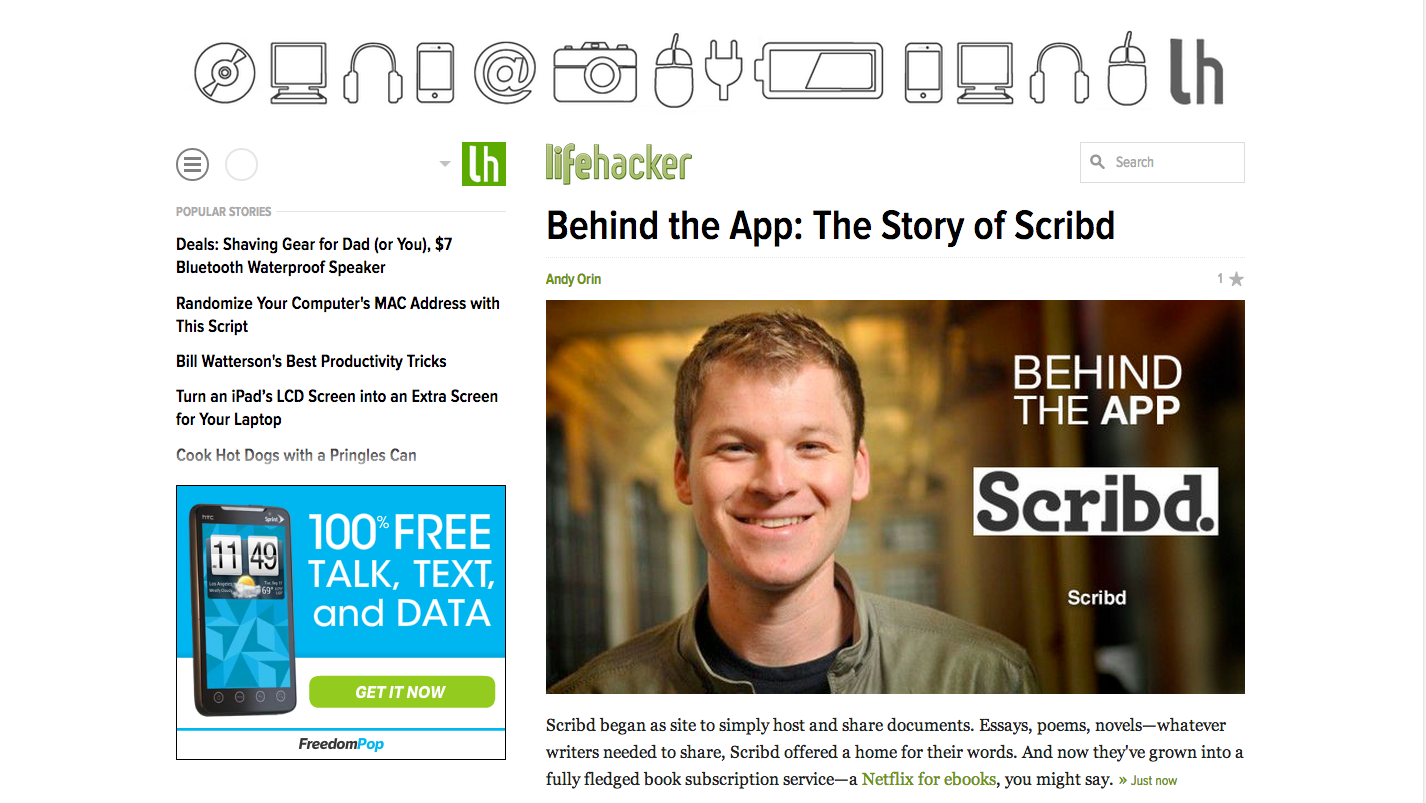 lh
lh
POPULAR STORIES
Deals: Shaving Gear for Dad (or You), $7
Bluetooth Waterproof Speaker
Randomize Your Computer's MAC Address with
This Script
Bill Watterson's Best Productivity Tricks
Turn an iPad's LCD Screen into an Extra Screen
for Your Laptop
Cook Hot Dogs with a Pringles Can
hTC
Sprint
11 49
Los Angeles
69°
100% FREE
TALK, TEXT,
and DATA
GET IT NOW
FreedomPop
lifehacker
Search
Behind the App: The Story of Scribd
Andy Orin
1
BEHIND
THE APP
Scribd.
Scribd
Scribd began as site to simply host and share documents. Essays, poems, novels—whatever
writers needed to share, Scribd offered a home for their words. And now they've grown into a
fully fledged book subscription service—a Netflix for ebooks, you might say. » Just now